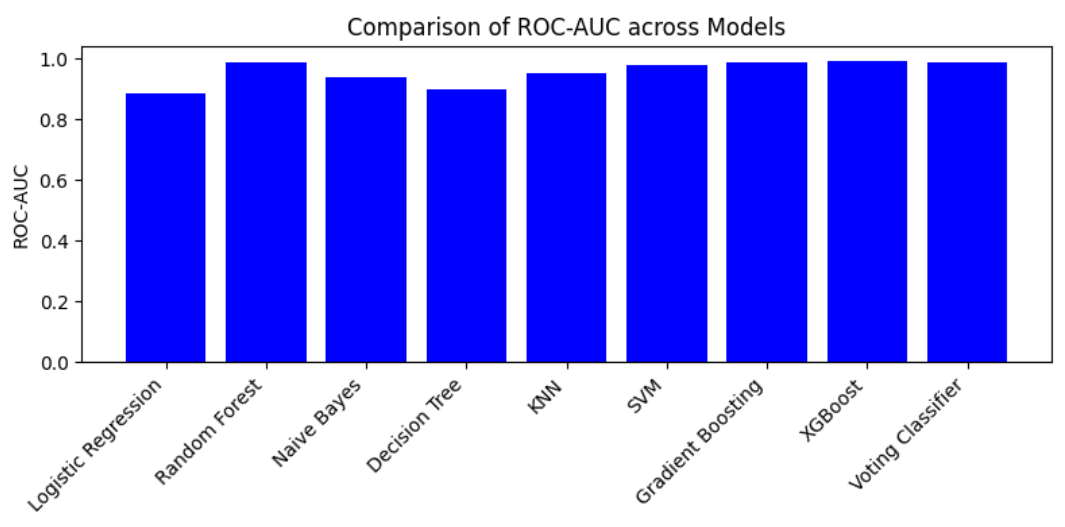 Comparison of ROC-AUC across Models
ROC-AUC
1.0
0.8
0.6
0.4
0.2
0.0
Logistic Regression
Random Forest
Naive Bayes
Decision Tree
KNN
SVM
Gradient Boosting
XGBoost
Voting Classifier